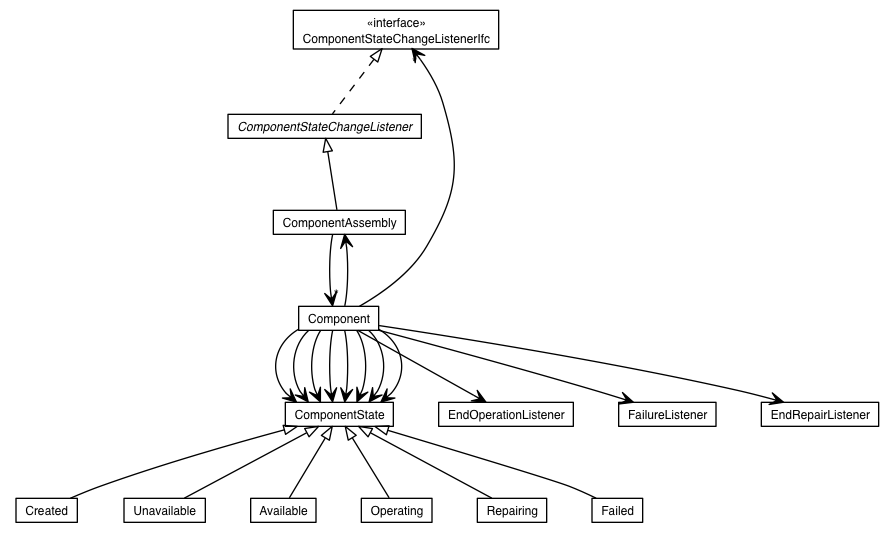 «interface»
ComponentStateChangeListenerIfc
ComponentStateChangeListener
ComponentAssembly
Component
ComponentState
EndOperationListener
FailureListener
EndRepairListener
Created
Unavailable
Available
Operating
Repairing
Failed